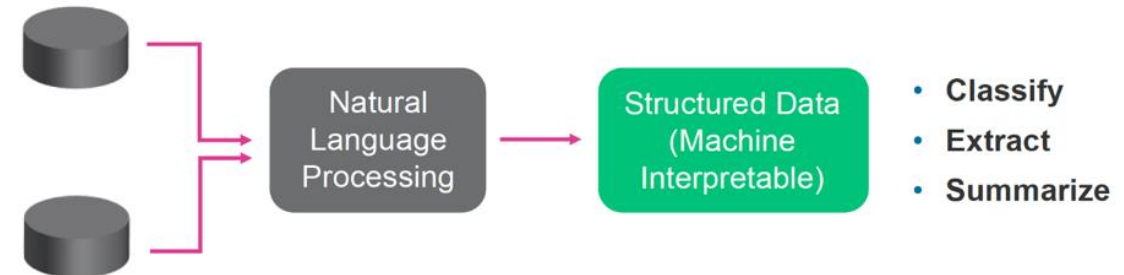 Natural
Language
Processing
Structured Data
(Machine
Interpretable)
• Classify
• Extract
• Summarize